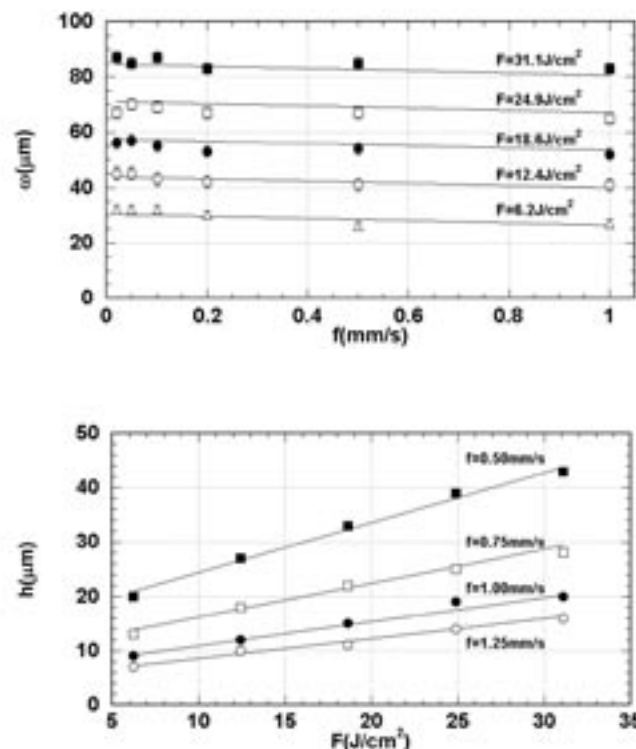 100
80
60
40
20
0
ω(μm)
F=31.1J/cm²
F=24.9J/cm²
F=18.6J/cm²
F=12.4J/cm²
F=6.2J/cm²
0 0.2 0.4 0.6 0.8 1
f(mm/s)
50
40
30
20
10
0
h(μm)
f=0.50mm/s
f=0.75mm/s
f=1.00mm/s
f=1.25mm/s
5 10 15 20 25 30 35
F(J/cm²)